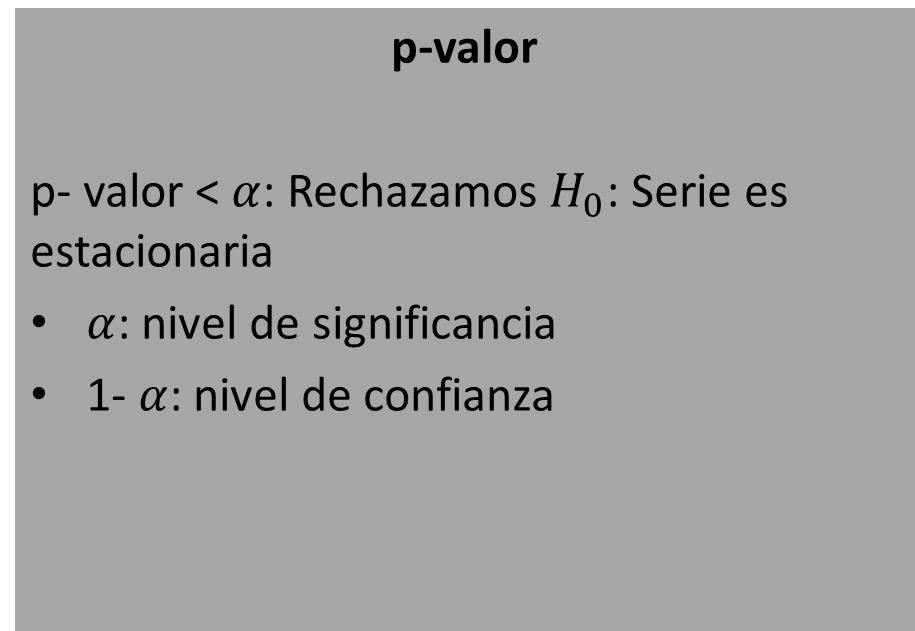 p-valor
p- valor < α: Rechazamos H₀: Serie es
estacionaria
• α: nivel de significancia
• 1- α: nivel de confianza